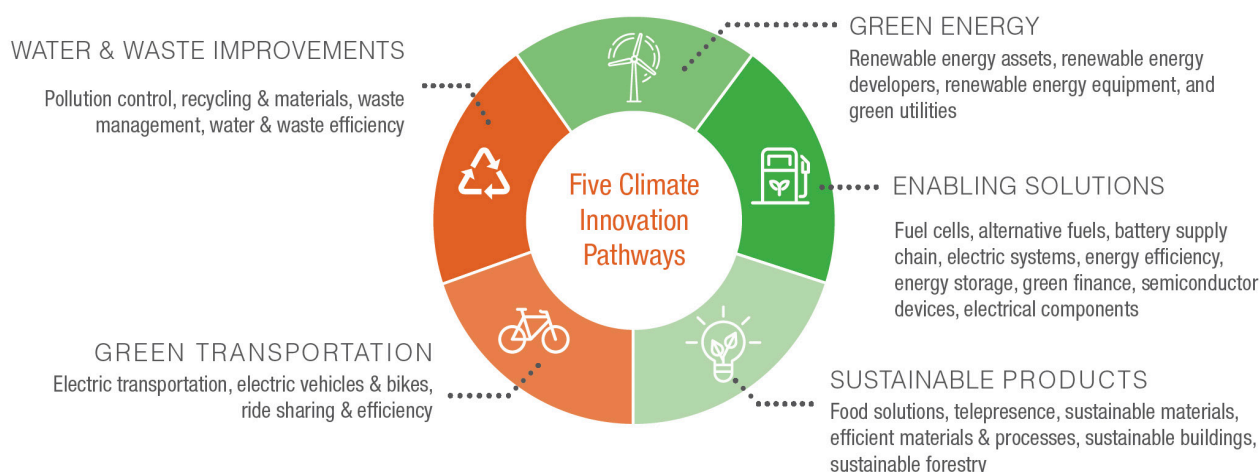 WATER & WASTE IMPROVEMENTS
Pollution control, recycling & materials, waste
management, water & waste efficiency
GREEN ENERGY
Renewable energy assets, renewable energy
developers, renewable energy equipment, and
green utilities
Five Climate
Innovation
Pathways
ENABLING SOLUTIONS
Fuel cells, alternative fuels, battery supply
chain, electric systems, energy efficiency,
energy storage, green finance, semiconductor
devices, electrical components
GREEN TRANSPORTATION
Electric transportation, electric vehicles & bikes,
ride sharing & efficiency
SUSTAINABLE PRODUCTS
Food solutions, telepresence, sustainable materials,
efficient materials & processes, sustainable buildings,
sustainable forestry